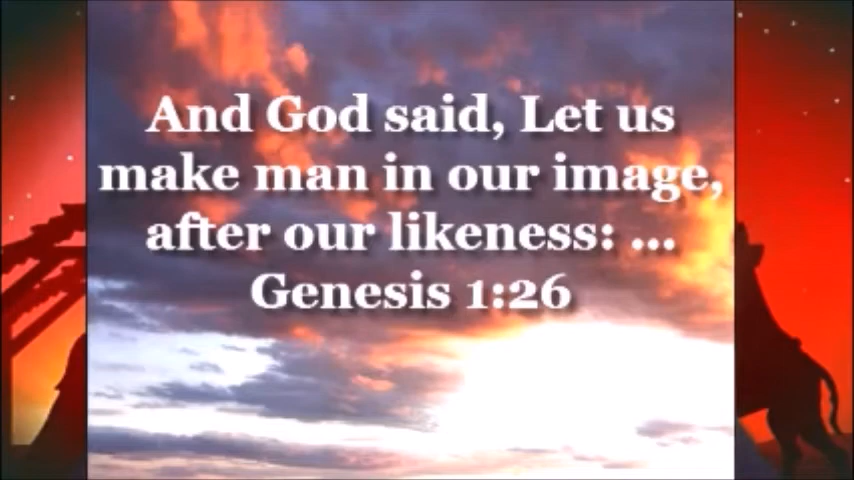 And God said, Let us
make man in our image,
after our likeness: ...
Genesis 1:26